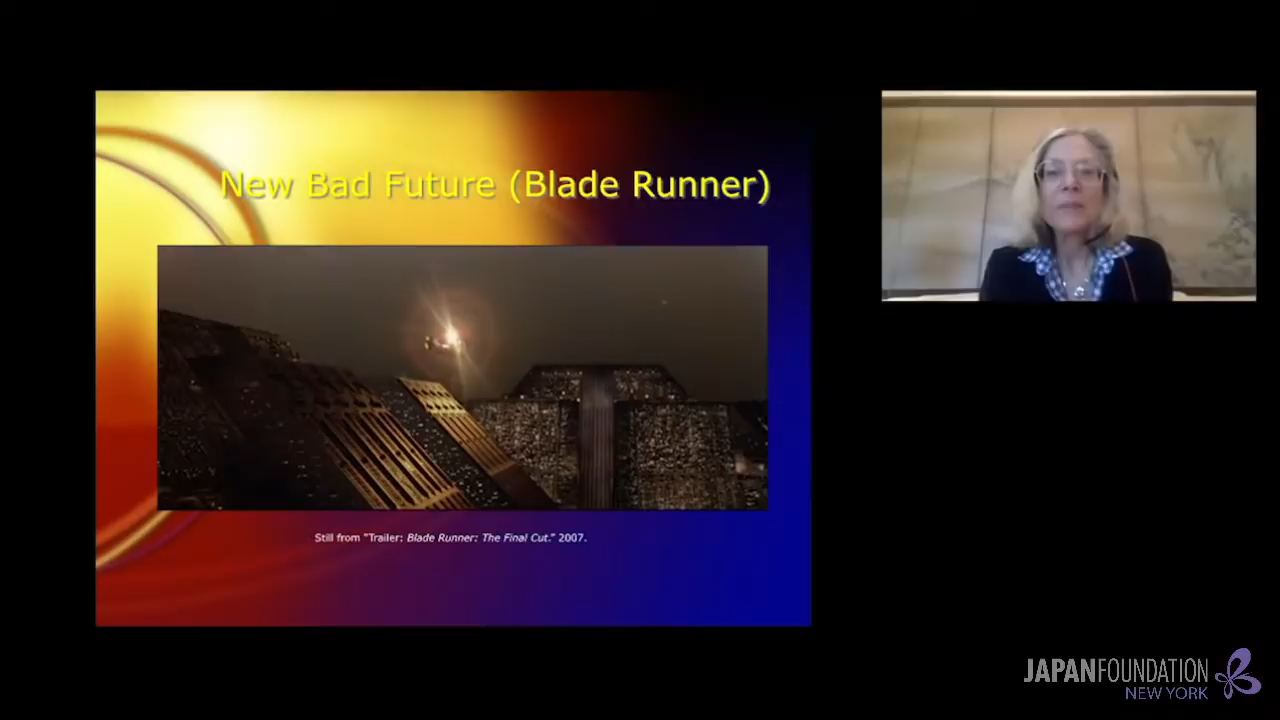 New Bad Future (Blade Runner)
Still from "Trailer: Blade Runner: The Final Cut." 2007.
JAPANFOUNDATION
NEW YORK